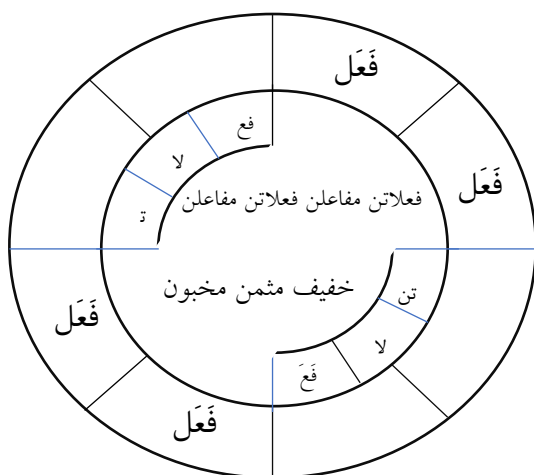 فَعَل
فع
لا
فَعَل
ت
فعلاتن مفاعلن فعلاتن مفاعلن
خفيف مثمن مخبون
تن
فَعَل
لا
فَعَ
فَعَل